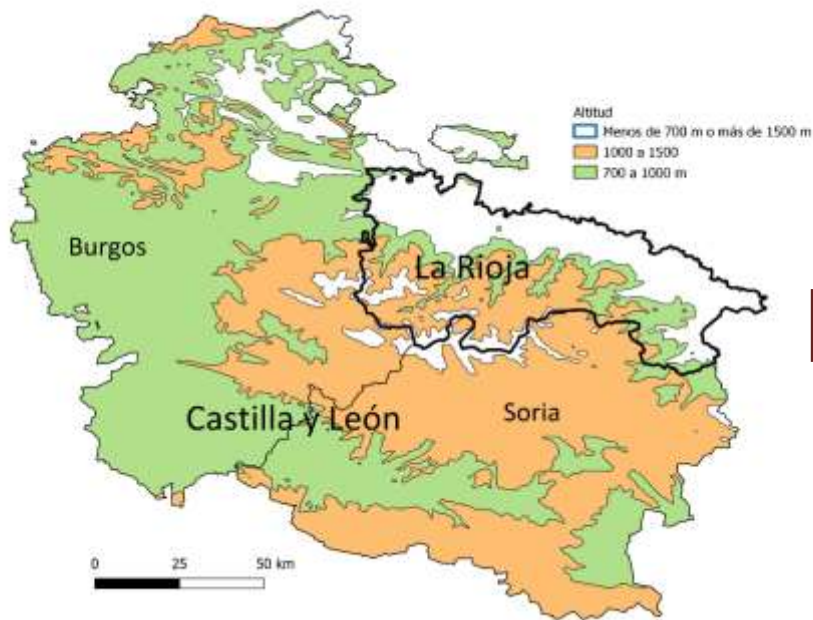 Altitud
Menos de 700 m o más de 1500 m
1000 a 1500
700 a 1000 m
Burgos
La Rioja
Castilla y León
Soria
0 25 50 km